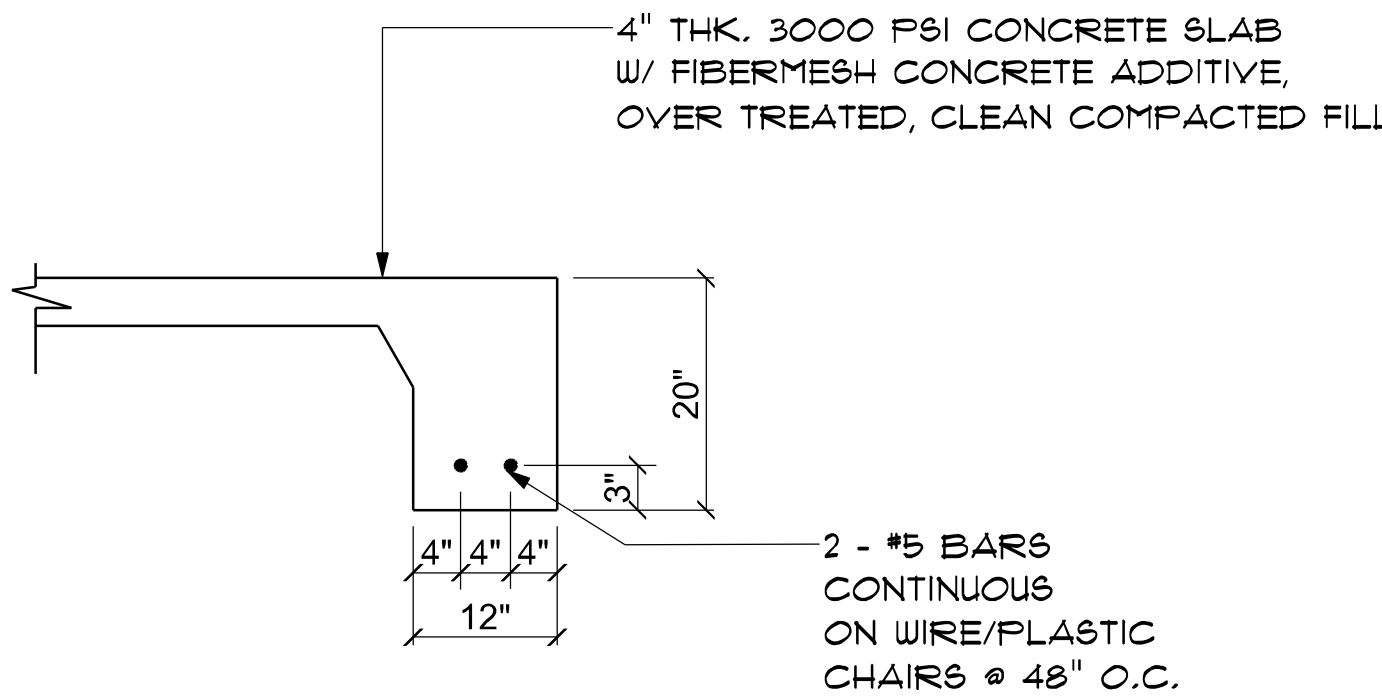 4" THK. 3000 PSI CONCRETE SLAB
W/ FIBERMESH CONCRETE ADDITIVE,
OVER TREATED, CLEAN COMPACTED FILL
20"
3"
4" 4" 4"
12"
2 - #5 BARS
CONTINUOUS
ON WIRE/PLASTIC
CHAIRS @ 48" O.C.